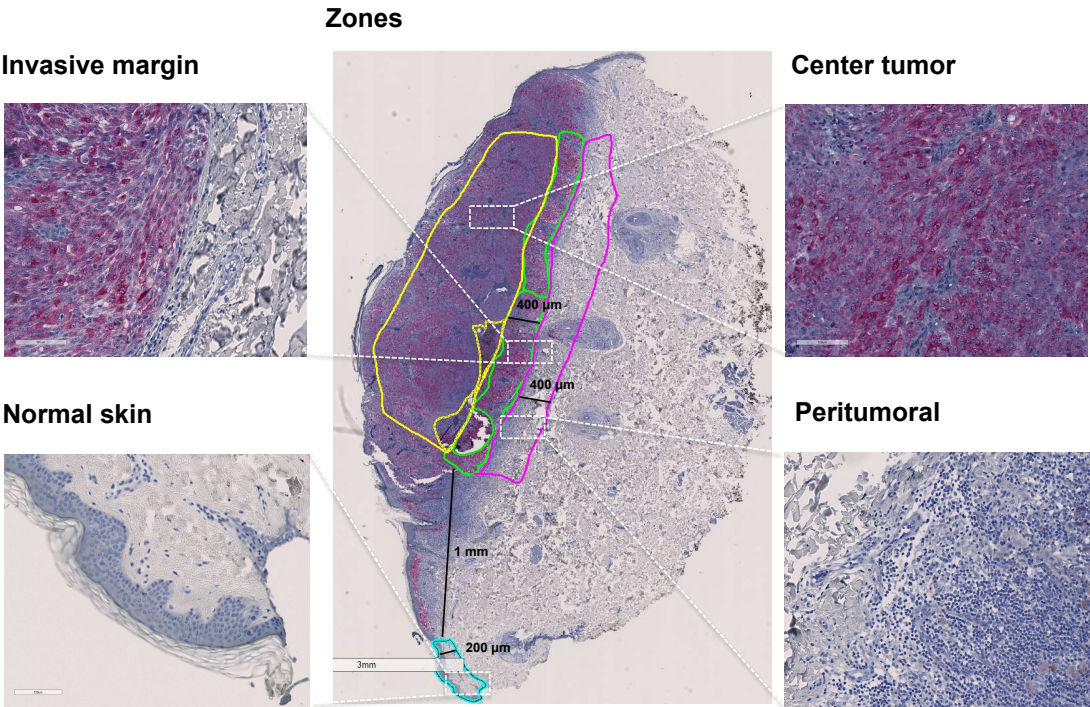 Zones
Invasive margin
Center tumor
400 µm
400 µm
Normal skin
Peritumoral
1 mm
200 µm
3mm